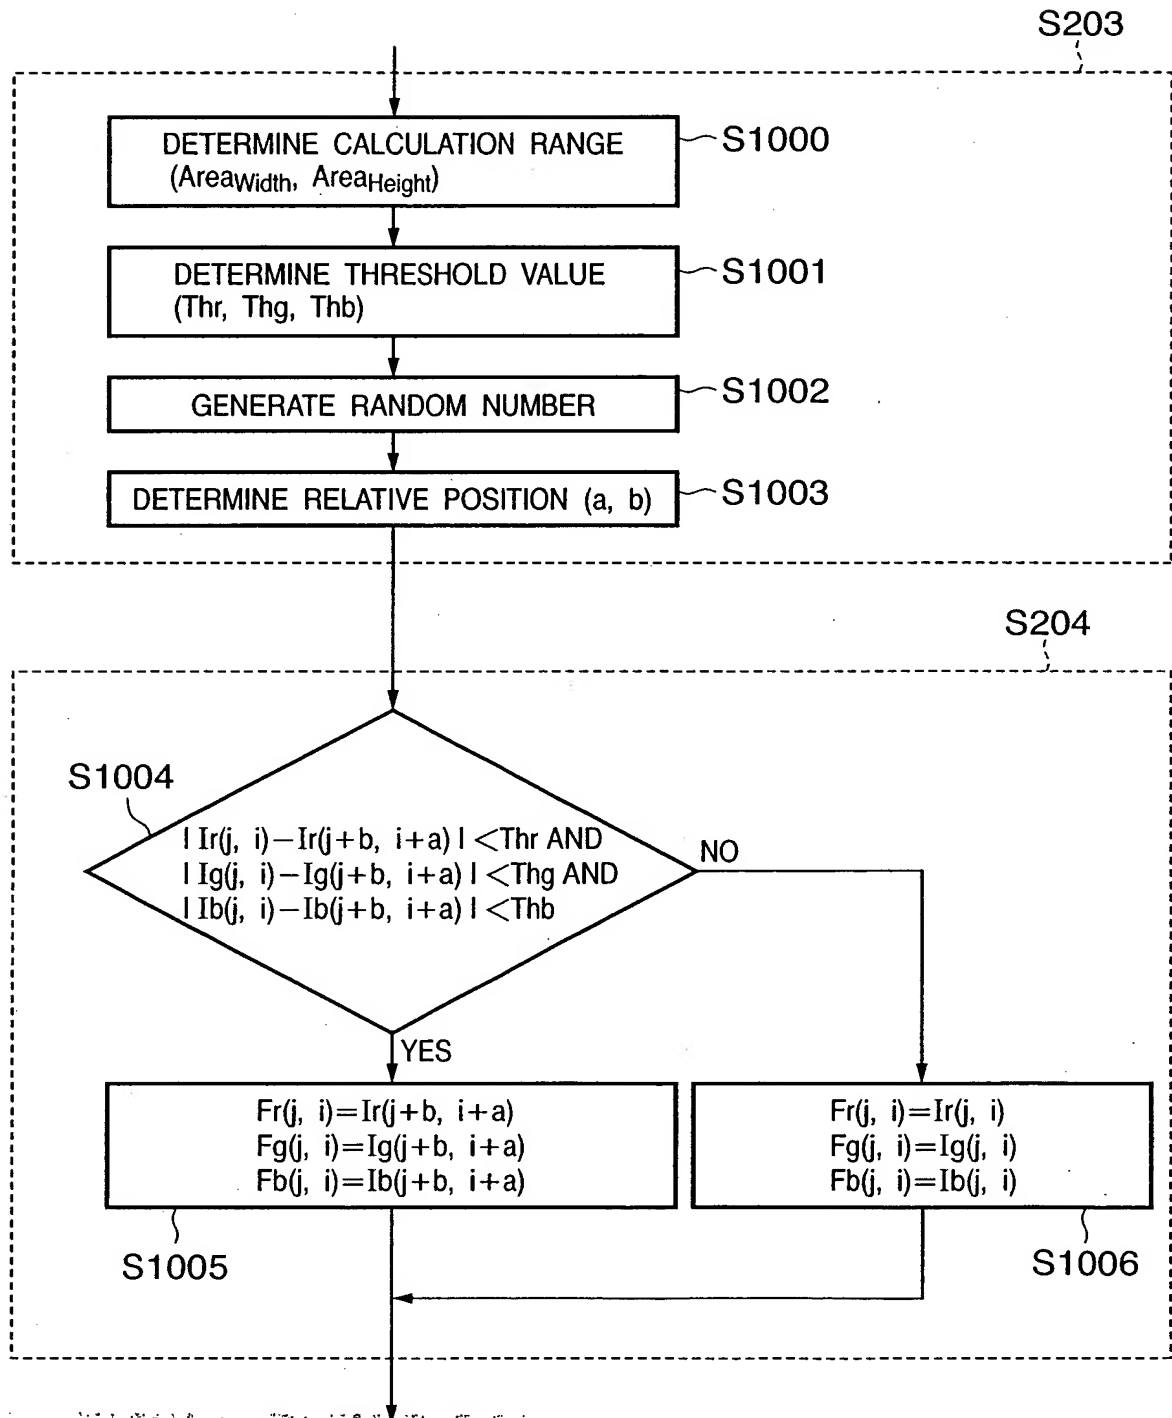 S203
DETERMINE CALCULATION RANGE
(AreaWidth, AreaHeight)
S1000
DETERMINE THRESHOLD VALUE
(Thr, Thg, Thb)
S1001
GENERATE RANDOM NUMBER
S1002
DETERMINE RELATIVE POSITION (a, b)
S1003
S204
S1004
| Ir(j, i)−Ir(j+b, i+a) | <Thr AND
| Ig(j, i)−Ig(j+b, i+a) | <Thg AND
| Ib(j, i)−Ib(j+b, i+a) | <Thb
NO
YES
Fr(j, i)=Ir(j+b, i+a)
Fg(j, i)=Ig(j+b, i+a)
Fb(j, i)=Ib(j+b, i+a)
S1005
Fr(j, i)=Ir(j, i)
Fg(j, i)=Ig(j, i)
Fb(j, i)=Ib(j, i)
S1006